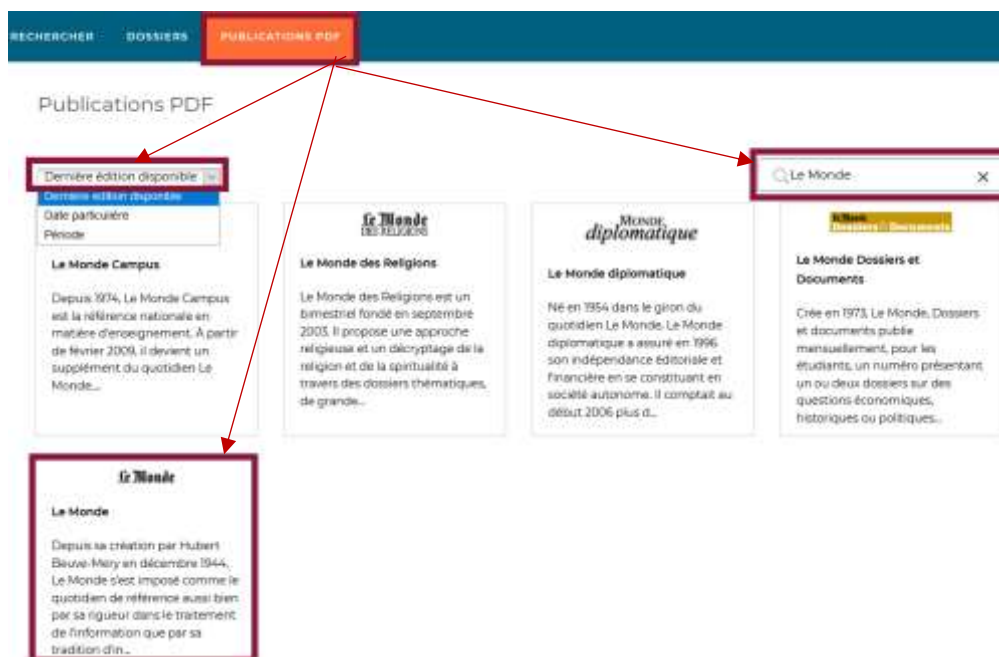 RECHERCHER DOSSIERS PUBLICATIONS PDF
Publications PDF
Dernière édition disponible
Le Monde
Dernière édition disponible
Date particulière
Période
Le Monde Campus
Depuis 1974, Le Monde Campus
est la référence nationale en
matière d'enseignement. À partir
de février 2009, il devient un
supplément du quotidien Le
Monde...
Le Monde
DES RELIGIONS
Le Monde des Religions
Le Monde des Religions est un
bimestriel fondé en septembre
2003. Il propose une approche
religieuse et un décryptage de la
religion et de la spiritualité à
travers des dossiers thématiques,
de grande...
MONDE
diplomatique
Le Monde diplomatique
Né en 1954 dans le giron du
quotidien Le Monde. Le Monde
diplomatique a assuré en 1996
son indépendance éditoriale et
financière en se constituant en
société autonome. Il comptait au
début 2006 plus d...
Le Monde
Dossiers & Documents
Le Monde Dossiers et
Documents
Crée en 1973, Le Monde, Dossiers
et documents publie
mensuellement, pour les
étudiants, un numéro présentant
un ou deux dossiers sur des
questions économiques,
historiques ou politiques...
Le Monde
Le Monde
Depuis sa création par Hubert
Beuve-Mery en décembre 1944,
Le Monde s'est imposé comme le
quotidien de référence aussi bien
par sa rigueur dans le traitement
de l'information que par sa
tradition d'in...